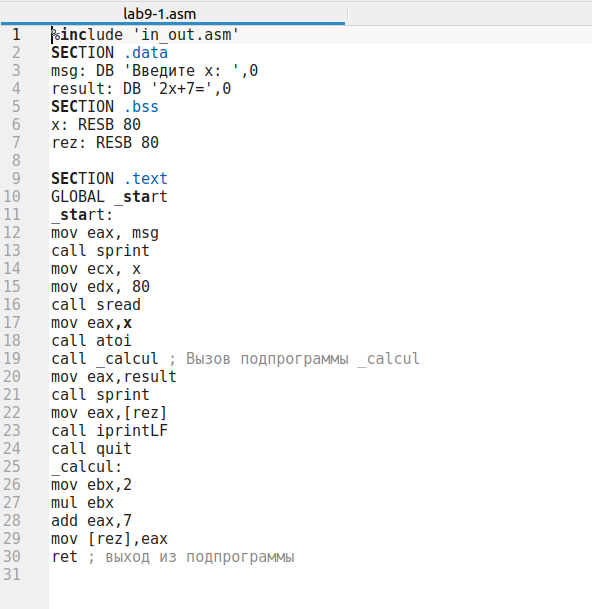 lab9-1.asm
1 %include 'in_out.asm'
2 SECTION .data
3 msg: DB 'Введите x: ',0
4 result: DB '2x+7=',0
5 SECTION .bss
6 x: RESB 80
7 rez: RESB 80
8
9 SECTION .text
10 GLOBAL _start
11 _start:
12 mov eax, msg
13 call sprint
14 mov ecx, x
15 mov edx, 80
16 call sread
17 mov eax,x
18 call atoi
19 call _calcul ; Вызов подпрограммы _calcul
20 mov eax,result
21 call sprint
22 mov eax,[rez]
23 call iprintLF
24 call quit
25 _calcul:
26 mov ebx,2
27 mul ebx
28 add eax,7
29 mov [rez],eax
30 ret ; выход из подпрограммы
31